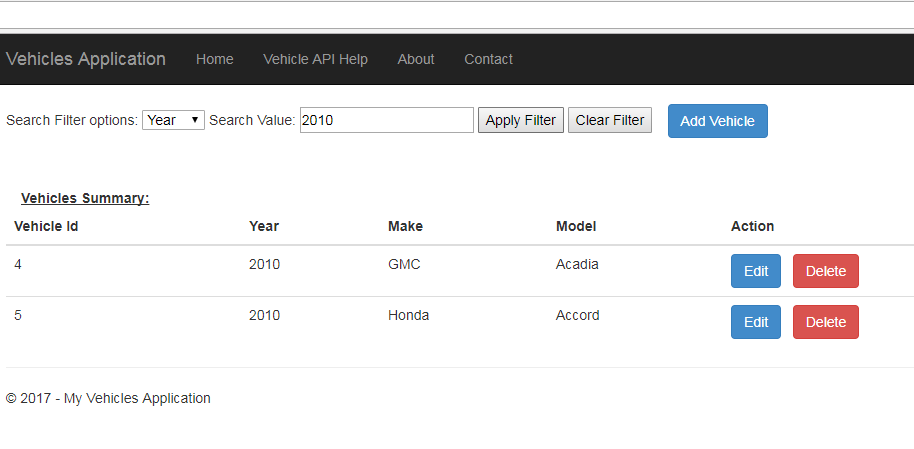 Vehicles Application Home Vehicle API Help About Contact
Search Filter options: Year Search Value: 2010 Apply Filter Clear Filter Add Vehicle
Vehicles Summary:
Vehicle Id Year Make Model Action
4 2010 GMC Acadia Edit Delete
5 2010 Honda Accord Edit Delete
© 2017 - My Vehicles Application